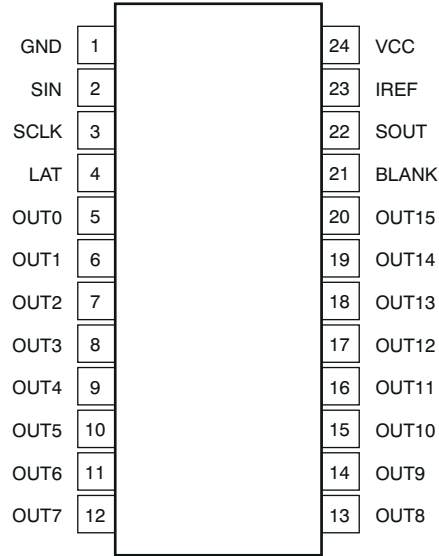 GND 1 24 VCC
SIN 2 23 IREF
SCLK 3 22 SOUT
LAT 4 21 BLANK
OUT0 5 20 OUT15
OUT1 6 19 OUT14
OUT2 7 18 OUT13
OUT3 8 17 OUT12
OUT4 9 16 OUT11
OUT5 10 15 OUT10
OUT6 11 14 OUT9
OUT7 12 13 OUT8